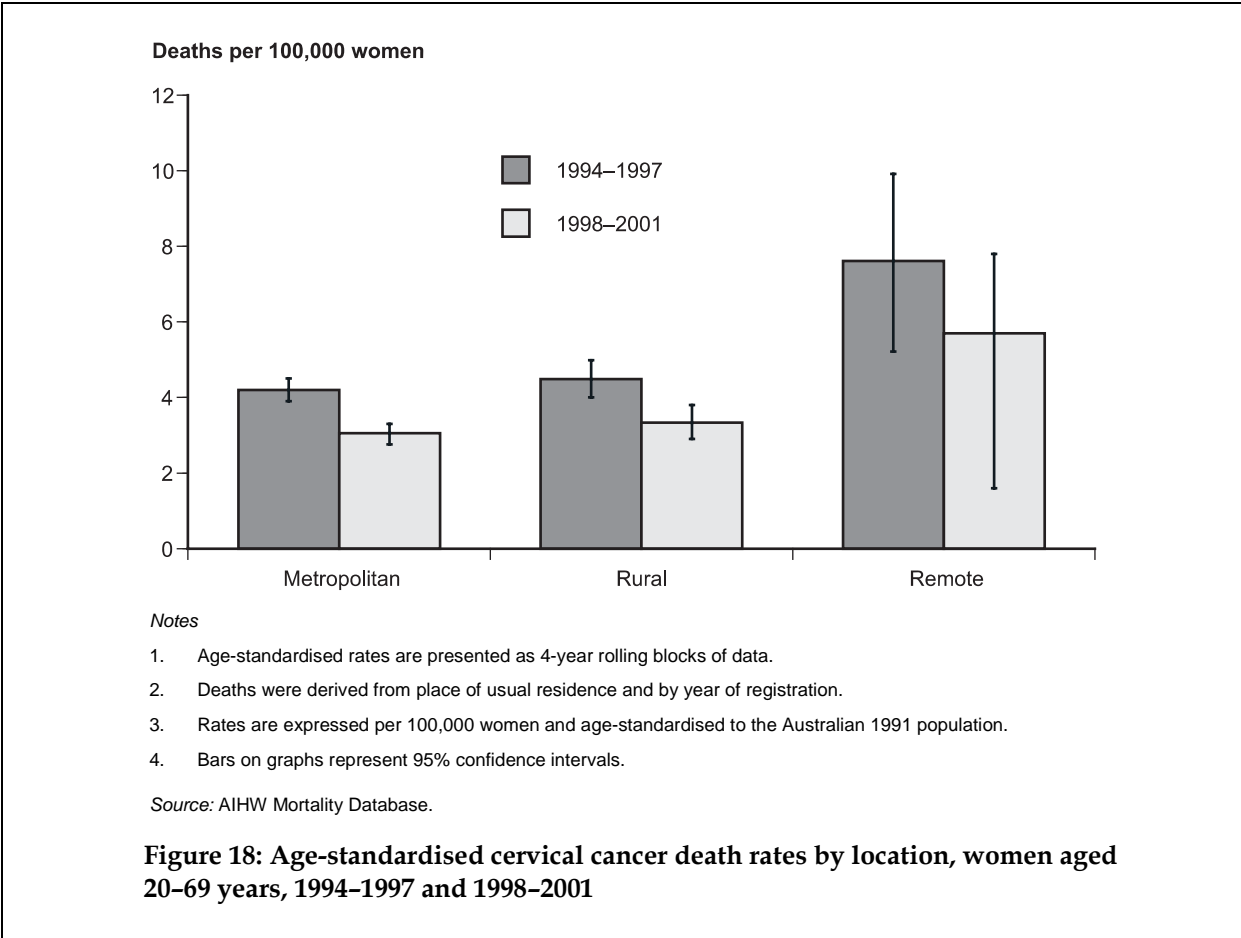 Deaths per 100,000 women
12
10
8
6
4
2
0
1994–1997
1998–2001
Metropolitan
Rural
Remote
Notes
1. Age-standardised rates are presented as 4-year rolling blocks of data.
2. Deaths were derived from place of usual residence and by year of registration.
3. Rates are expressed per 100,000 women and age-standardised to the Australian 1991 population.
4. Bars on graphs represent 95% confidence intervals.
Source: AIHW Mortality Database.
Figure 18: Age-standardised cervical cancer death rates by location, women aged
20–69 years, 1994–1997 and 1998–2001